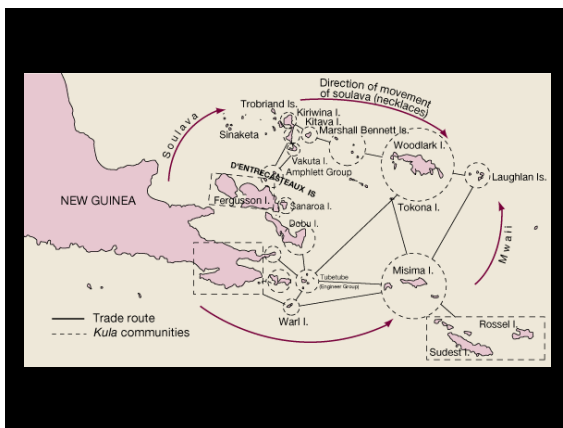 Direction of movement
of soulava (necklaces)
Trobriand Is.
Kiriwina I.
Kitava I.
Soulava
Sinaketa
Marshall Bennett Is.
Woodlark I.
Vakuta I.
Amphlett Group
D'ENTRECASTEAUX IS
Laughlan Is.
NEW GUINEA
Fergusson I.
Sanaroa I.
Tokona I.
Dobu I.
Mwaii
Misima I.
Tubetube
(Engineer Group)
Warl I.
Trade route
Kula communities
Rossel I.
Sudest I.